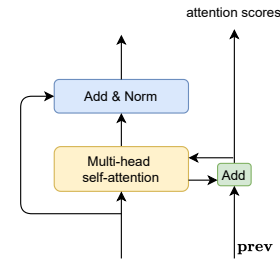 attention scores
Add & Norm
Multi-head
self-attention
Add
prev